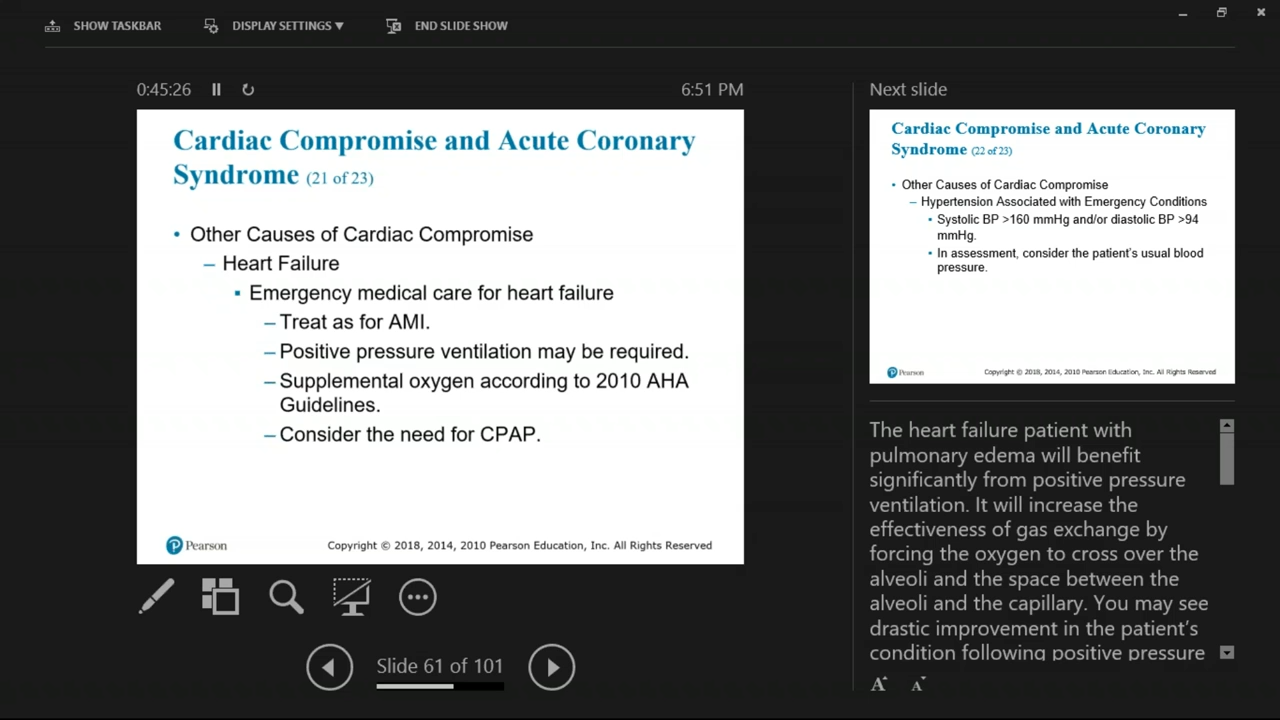 SHOW TASKBAR
DISPLAY SETTINGS ▼
END SLIDE SHOW
0:45:26
6:51 PM
Cardiac Compromise and Acute Coronary
Syndrome (21 of 23)
• Other Causes of Cardiac Compromise
– Heart Failure
▪ Emergency medical care for heart failure
– Treat as for AMI.
– Positive pressure ventilation may be required.
– Supplemental oxygen according to 2010 AHA
Guidelines.
– Consider the need for CPAP.
P Pearson
Copyright © 2018, 2014, 2010 Pearson Education, Inc. All Rights Reserved
Slide 61 of 101
Next slide
Cardiac Compromise and Acute Coronary
Syndrome (22 of 23)
• Other Causes of Cardiac Compromise
– Hypertension Associated with Emergency Conditions
▪ Systolic BP >160 mmHg and/or diastolic BP >94
mmHg.
▪ In assessment, consider the patient's usual blood
pressure.
P Pearson
Copyright © 2018, 2014, 2010 Pearson Education, Inc. All Rights Reserved
The heart failure patient with
pulmonary edema will benefit
significantly from positive pressure
ventilation. It will increase the
effectiveness of gas exchange by
forcing the oxygen to cross over the
alveoli and the space between the
alveoli and the capillary. You may see
drastic improvement in the patient's
condition following positive pressure
A A